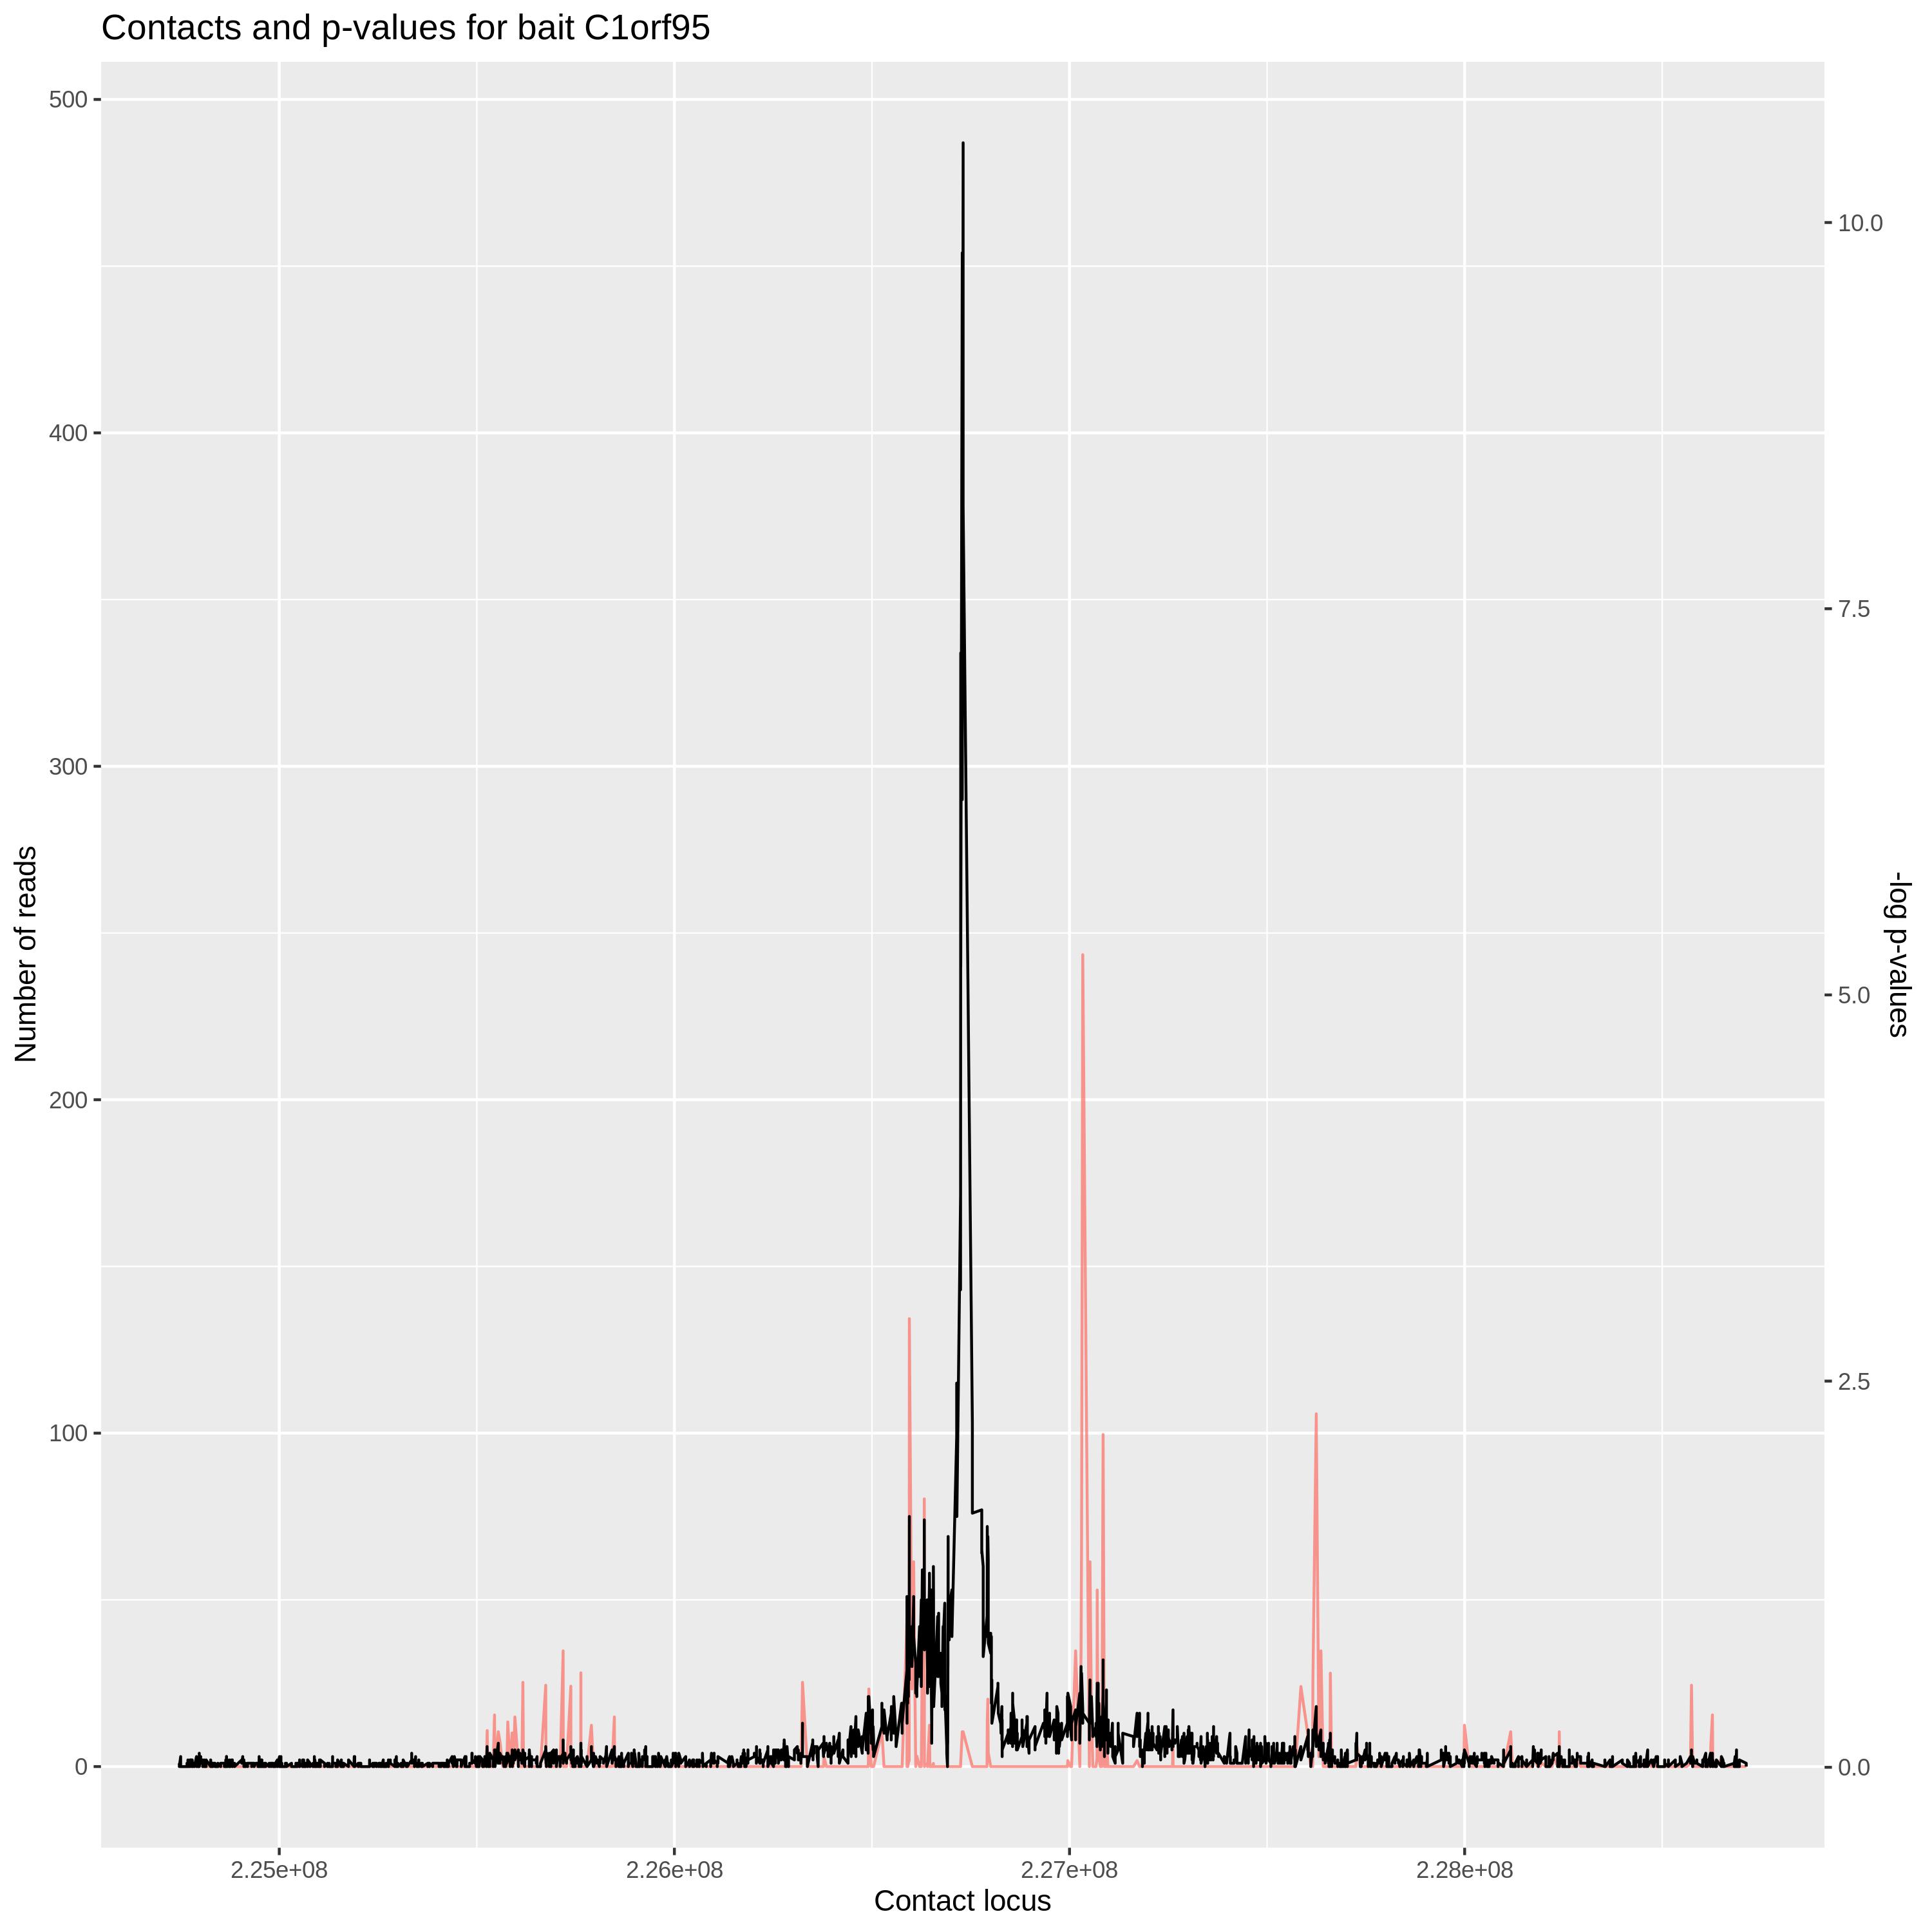 Contacts and p-values for bait C1orf95
500
400
300
200
100
0
Number of reads
10.0
7.5
5.0
2.5
0.0
-log p-values
2.25e+08
2.26e+08
2.27e+08
2.28e+08
Contact locus